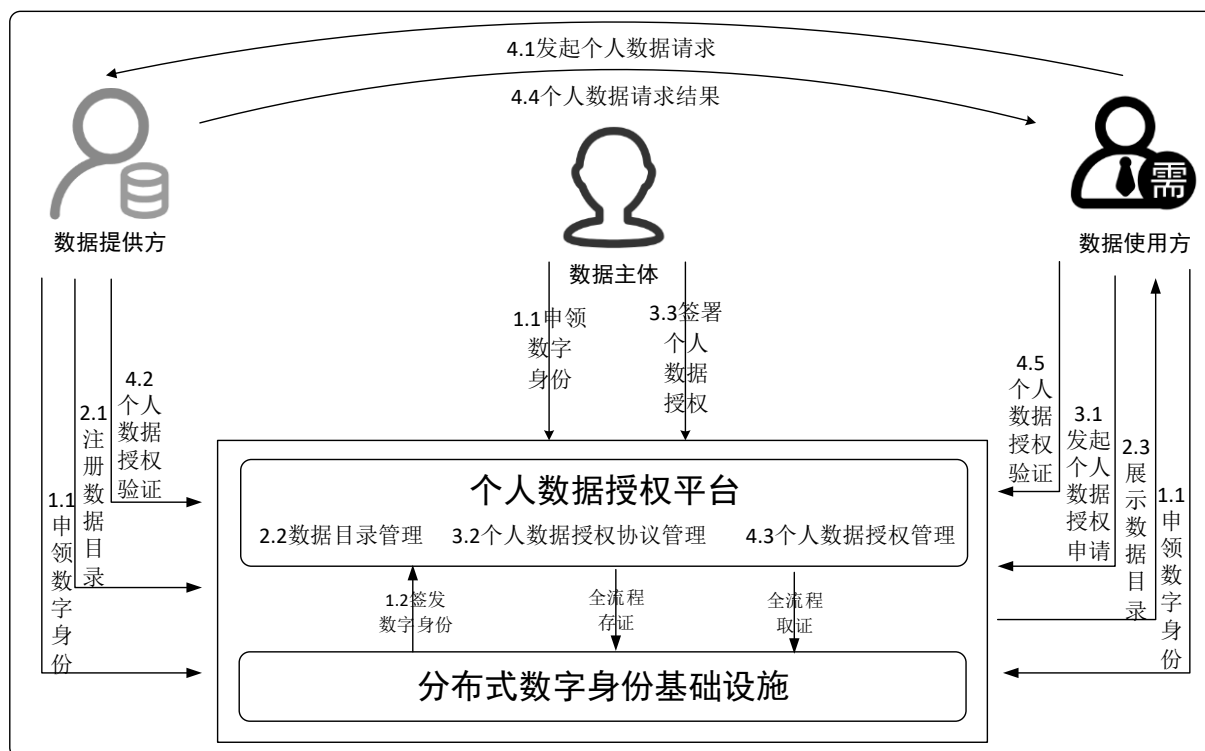 4.1发起个人数据请求
4.4个人数据请求结果
需
数据提供方
数据主体
数据使用方
1.1申领
数字
身份
3.3签署
个人
数据
授权
4.2
个人
数据
授权
验证
2.1
注
册
数
据
目
录
1.1
申
领
数
字
身
份
4.5
个人
数据
授权
验证
3.1
发起
个人
数据
授权
申请
2.3
展
示
数
据
目
录
1.1
申
领
数
字
身
份
个人数据授权平台
2.2数据目录管理 3.2个人数据授权协议管理 4.3个人数据授权管理
1.2签发
数字身份
全流程
存证
全流程
取证
分布式数字身份基础设施